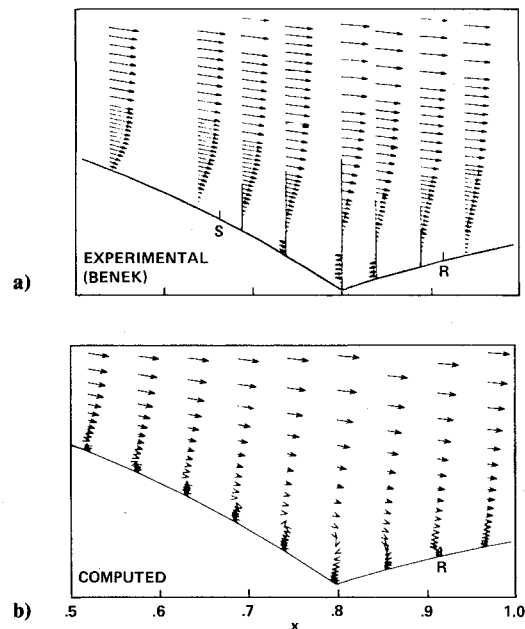 S
R
EXPERIMENTAL
(BENEK)
a)
R
COMPUTED
b)
.5 .6 .7 .8 .9 1.0
x